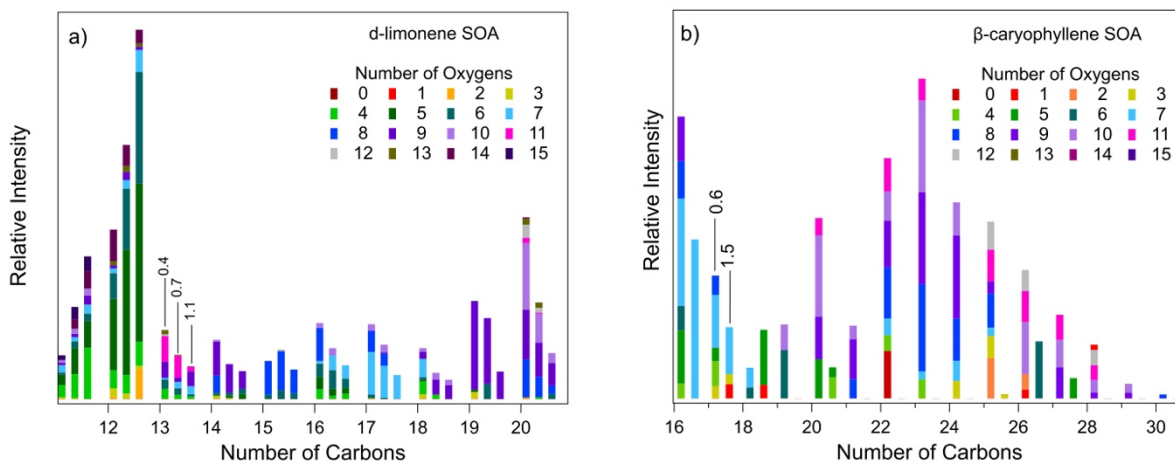 a)
d-limonene SOA
Number of Oxygens
0 1 2 3
4 5 6 7
8 9 10 11
12 13 14 15
0.4
0.7
1.1
Relative Intensity
12 13 14 15 16 17 18 19 20
Number of Carbons
b)
β-caryophyllene SOA
Number of Oxygens
0 1 2 3
4 5 6 7
8 9 10 11
12 13 14 15
0.6
1.5
Relative Intensity
16 18 20 22 24 26 28 30
Number of Carbons